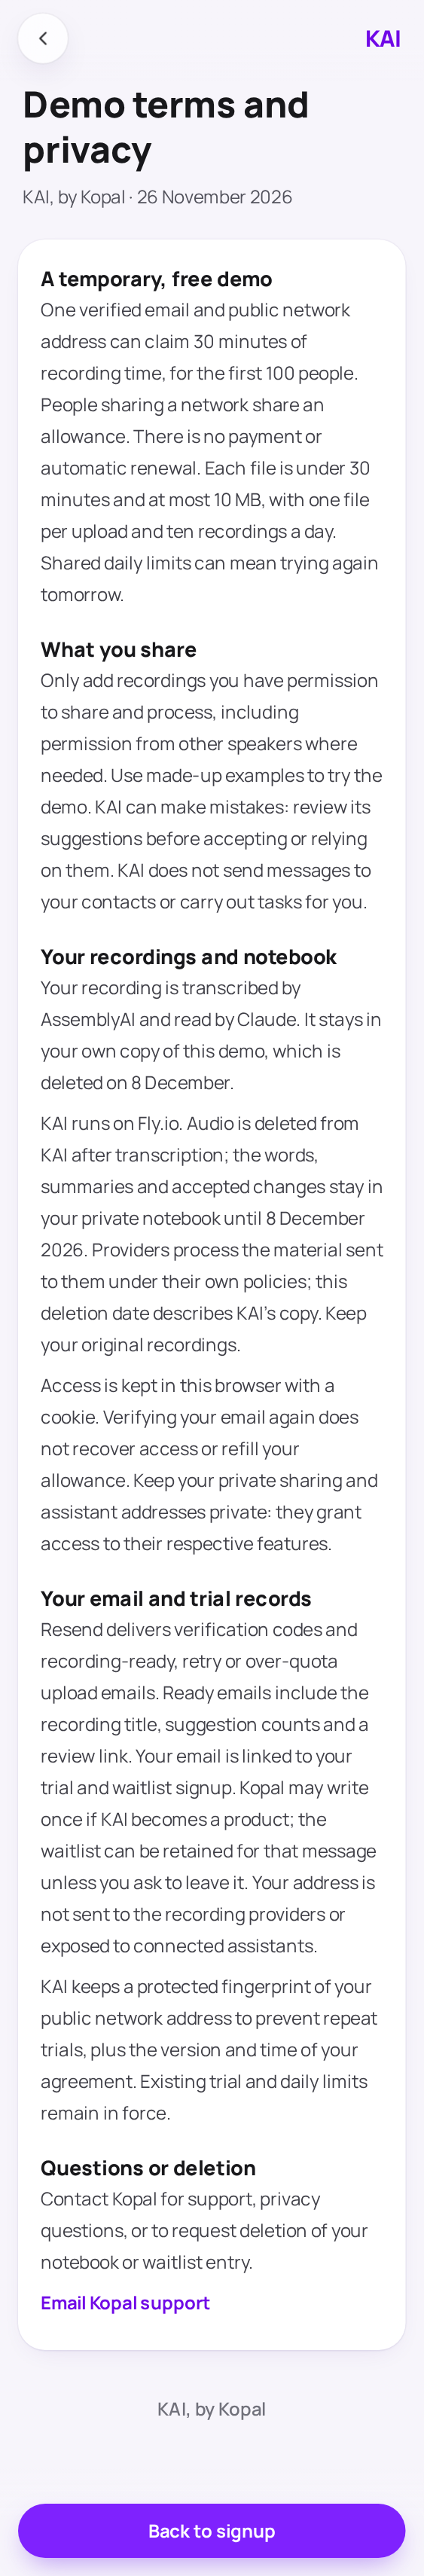 KAI
Demo terms and
privacy
KAI, by Kopal · 26 November 2026
A temporary, free demo
One verified email and public network
address can claim 30 minutes of
recording time, for the first 100 people.
People sharing a network share an
allowance. There is no payment or
automatic renewal. Each file is under 30
minutes and at most 10 MB, with one file
per upload and ten recordings a day.
Shared daily limits can mean trying again
tomorrow.
What you share
Only add recordings you have permission
to share and process, including
permission from other speakers where
needed. Use made-up examples to try the
demo. KAI can make mistakes: review its
suggestions before accepting or relying
on them. KAI does not send messages to
your contacts or carry out tasks for you.
Your recordings and notebook
Your recording is transcribed by
AssemblyAI and read by Claude. It stays in
your own copy of this demo, which is
deleted on 8 December.
KAI runs on Fly.io. Audio is deleted from
KAI after transcription; the words,
summaries and accepted changes stay in
your private notebook until 8 December
2026. Providers process the material sent
to them under their own policies; this
deletion date describes KAI's copy. Keep
your original recordings.
Access is kept in this browser with a
cookie. Verifying your email again does
not recover access or refill your
allowance. Keep your private sharing and
assistant addresses private: they grant
access to their respective features.
Your email and trial records
Resend delivers verification codes and
recording-ready, retry or over-quota
upload emails. Ready emails include the
recording title, suggestion counts and a
review link. Your email is linked to your
trial and waitlist signup. Kopal may write
once if KAI becomes a product; the
waitlist can be retained for that message
unless you ask to leave it. Your address is
not sent to the recording providers or
exposed to connected assistants.
KAI keeps a protected fingerprint of your
public network address to prevent repeat
trials, plus the version and time of your
agreement. Existing trial and daily limits
remain in force.
Questions or deletion
Contact Kopal for support, privacy
questions, or to request deletion of your
notebook or waitlist entry.
Email Kopal support
KAI, by Kopal
Back to signup